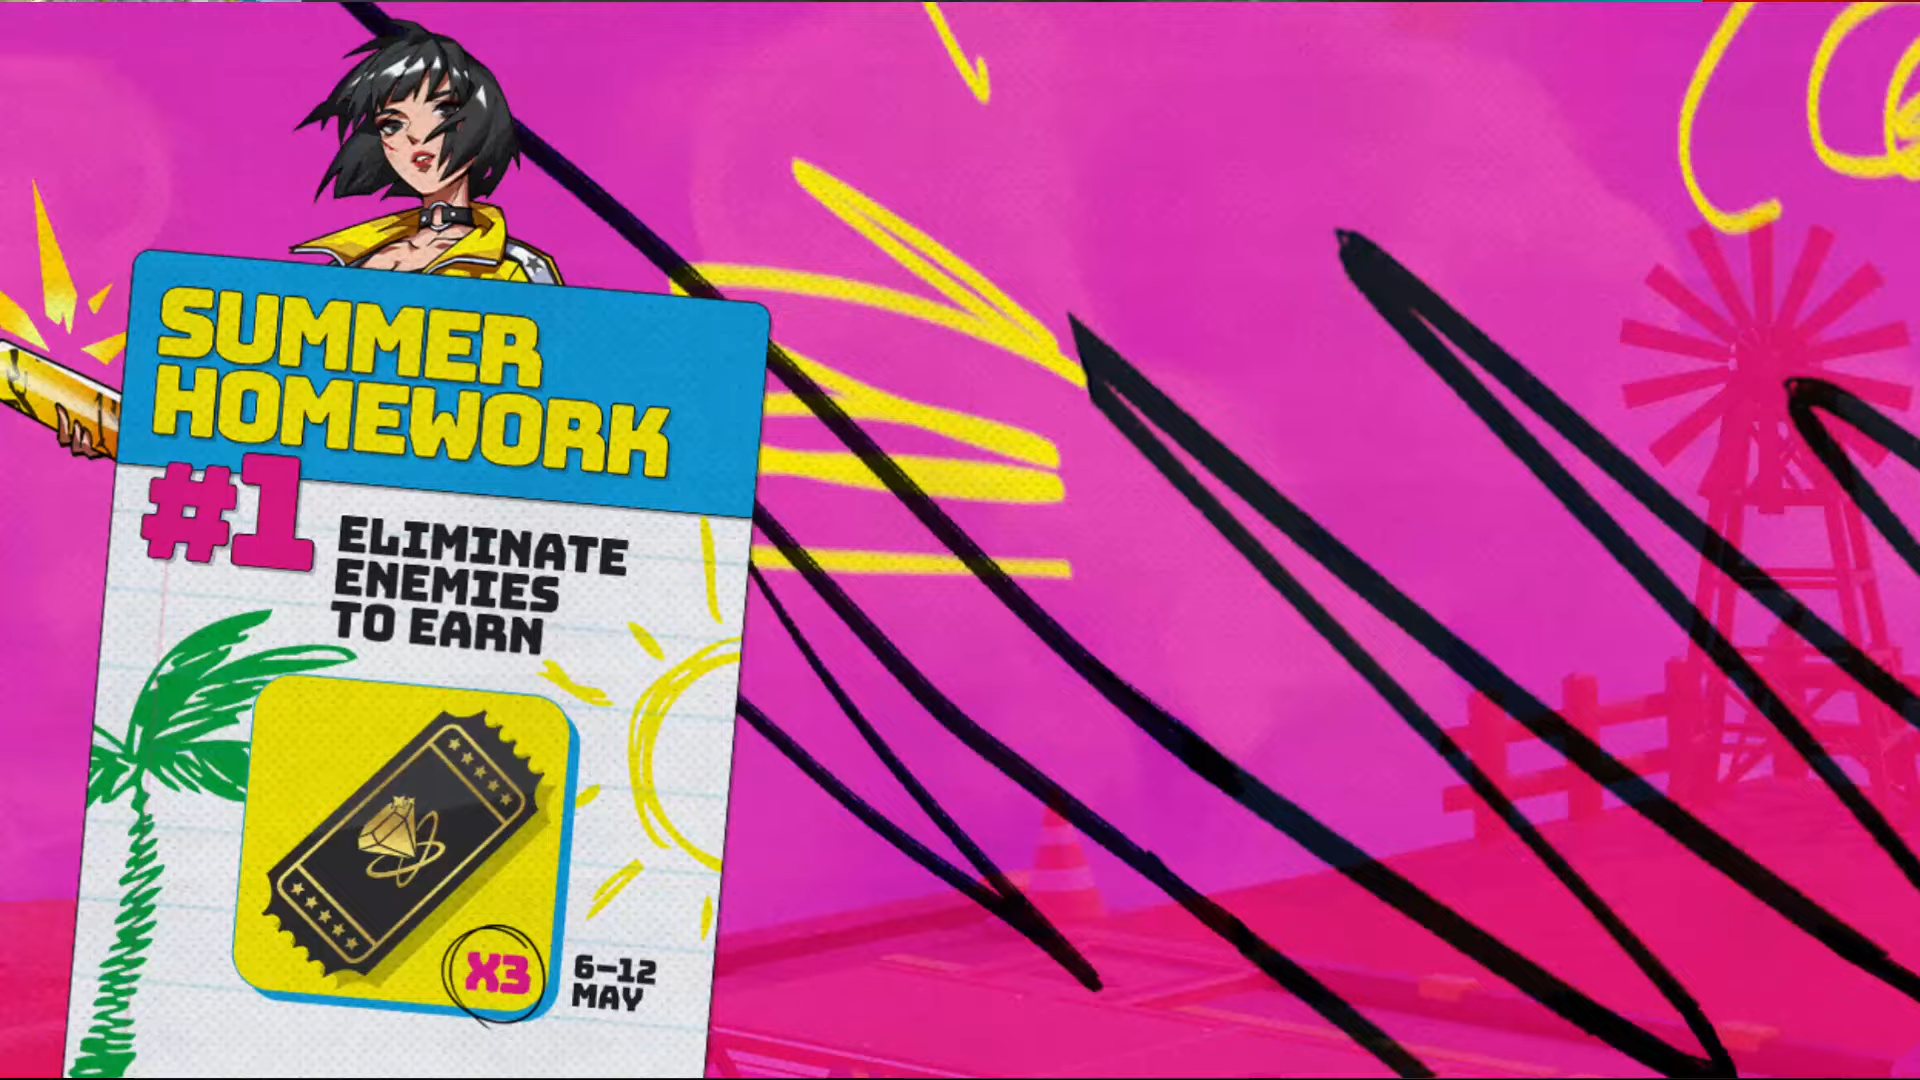 SUMMER
HOMEWORK
#1
ELIMINATE
ENEMIES
TO EARN
X3
6–12
MAY